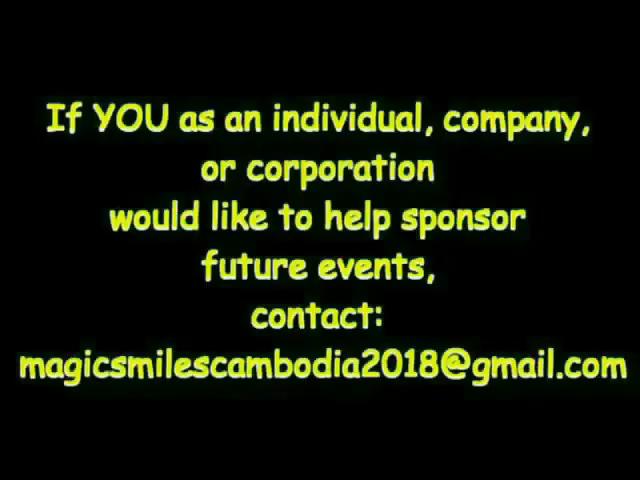 If YOU as an individual, company,
or corporation
would like to help sponsor
future events,
contact:
magicsmilescambodia2018@gmail.com